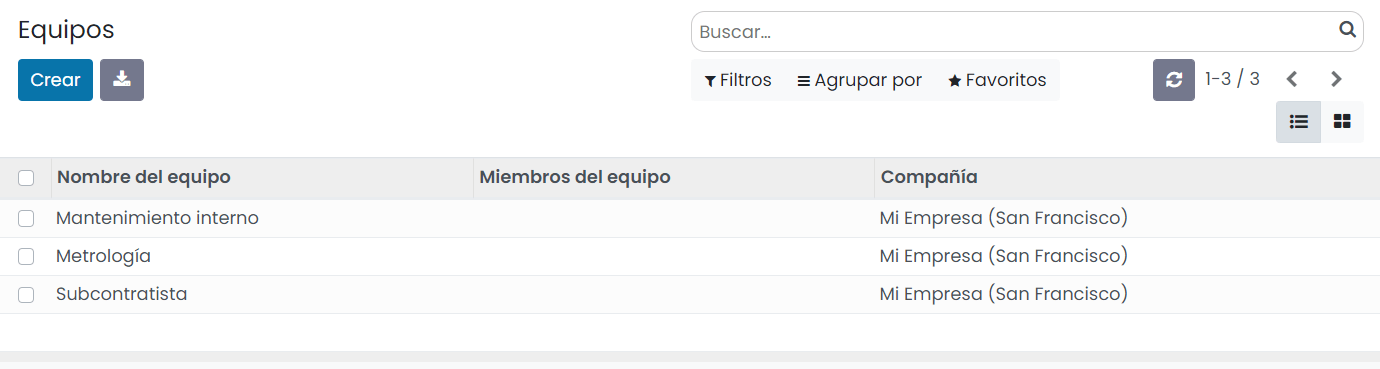 Equipos
Buscar...
Crear
Filtros Agrupar por Favoritos 1-3 / 3
Nombre del equipo Miembros del equipo Compañía
Mantenimiento interno Mi Empresa (San Francisco)
Metrología Mi Empresa (San Francisco)
Subcontratista Mi Empresa (San Francisco)